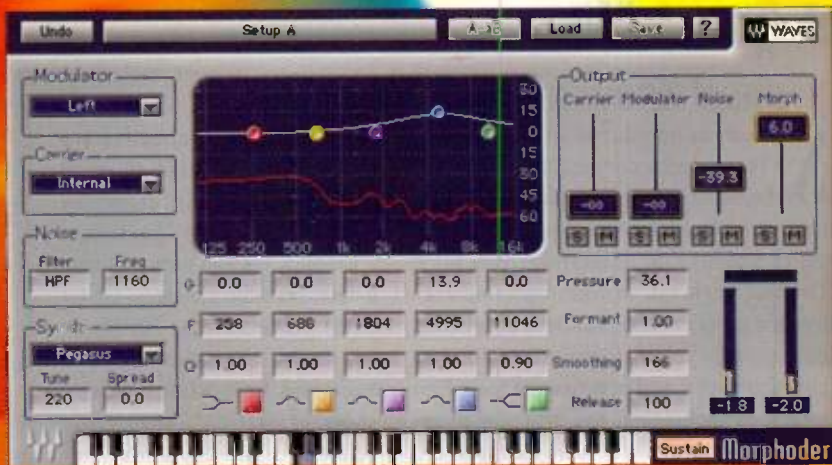 Undo
Setup A
Load
Save
?
WAVES
Modulator
Left
Carrier
Internal
Noise
Filter Freq
HPF 1160
Synth
Pegasus
Tune Spread
220 0.0
30
15
0
15
30
45
60
125 250 500 1k 2k 4k 8k 16k
G 0.0 0.0 0.0 13.9 0.0
F 258 688 1804 4995 11046
Q 1.00 1.00 1.00 1.00 0.90
Output
Carrier Modulator Noise Morph
-∞ -∞ -39.3 6.0
S M S M S M S M
Pressure 36.1
Formant 1.00
Smoothing 166
Release 100
-1.8 -2.0
Sustain
Morphoder